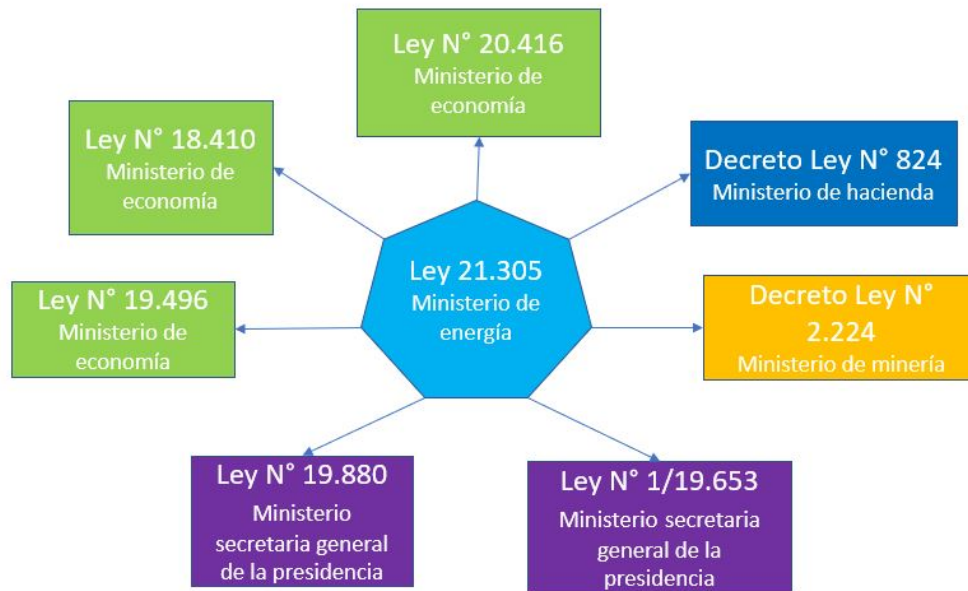 Ley N° 20.416
Ministerio de
economía
Ley N° 18.410
Ministerio de
economía
Decreto Ley N° 824
Ministerio de hacienda
Ley 21.305
Ministerio de
energía
Ley N° 19.496
Ministerio de
economía
Decreto Ley N°
2.224
Ministerio de minería
Ley N° 19.880
Ministerio
secretaria general
de la presidencia
Ley N° 1/19.653
Ministerio secretaria
general de la
presidencia